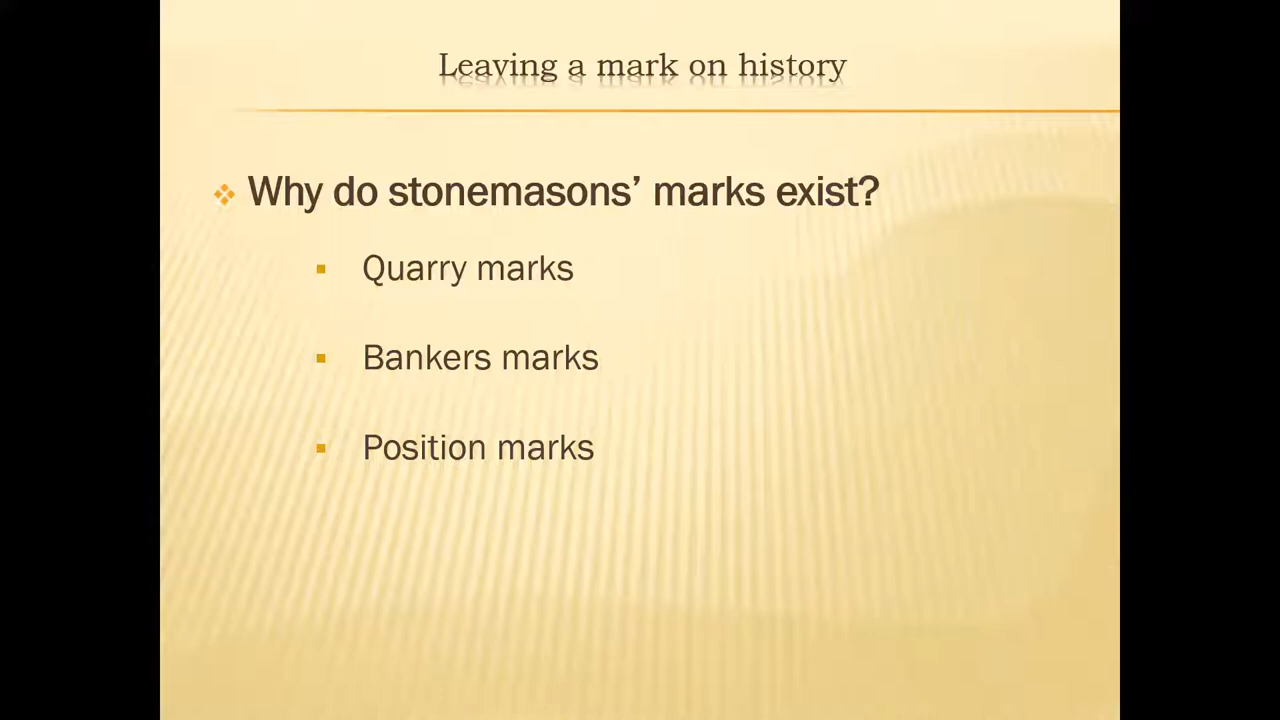 Leaving a mark on history
Why do stonemasons’ marks exist?
Quarry marks
Bankers marks
Position marks